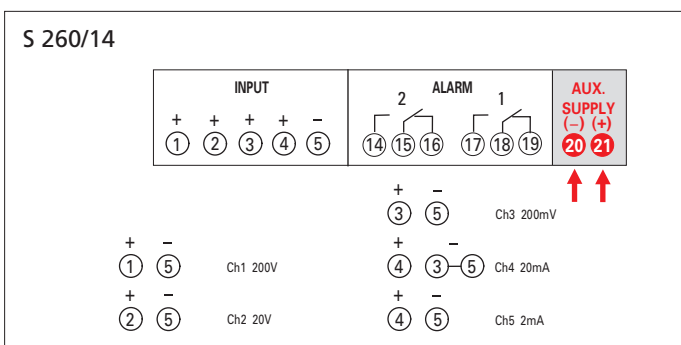 S 260/14
INPUT
ALARM
AUX.
SUPPLY
2 1
+ + + + − (−) (+)
1 2 3 4 5 14 15 16 17 18 19 20 21
+ −
3 5 Ch3 200mV
+ − + −
1 5 Ch1 200V 4 3 5 Ch4 20mA
+ − + −
2 5 Ch2 20V 4 5 Ch5 2mA